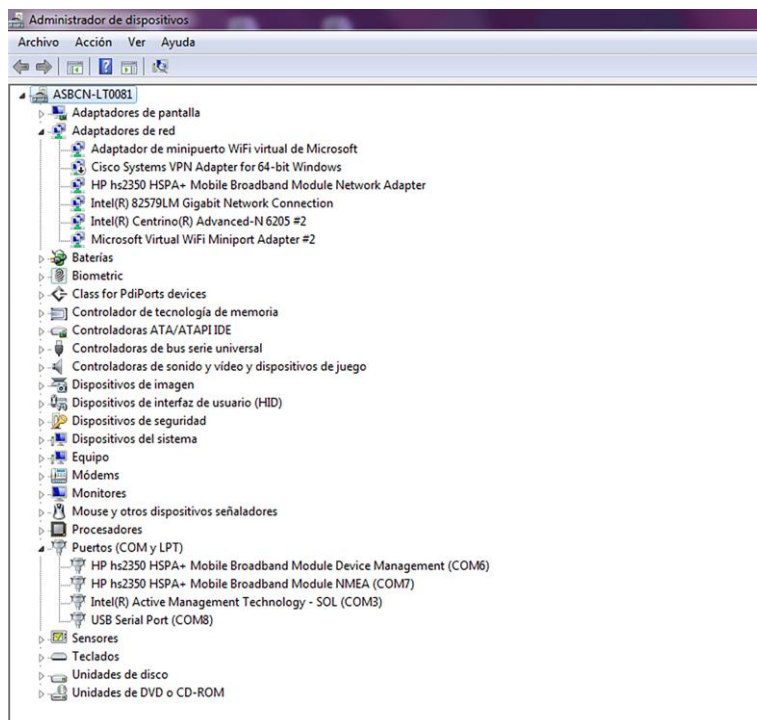 Administrador de dispositivos
Archivo Acción Ver Ayuda
ASBCN-LT0081
Adaptadores de pantalla
Adaptadores de red
Adaptador de minipuerto WiFi virtual de Microsoft
Cisco Systems VPN Adapter for 64-bit Windows
HP hs2350 HSPA+ Mobile Broadband Module Network Adapter
Intel(R) 82579LM Gigabit Network Connection
Intel(R) Centrino(R) Advanced-N 6205 #2
Microsoft Virtual WiFi Miniport Adapter #2
Baterías
Biometric
Class for PdiPorts devices
Controlador de tecnología de memoria
Controladoras ATA/ATAPI IDE
Controladoras de bus serie universal
Controladoras de sonido y vídeo y dispositivos de juego
Dispositivos de imagen
Dispositivos de interfaz de usuario (HID)
Dispositivos de seguridad
Dispositivos del sistema
Equipo
Módems
Monitores
Mouse y otros dispositivos señaladores
Procesadores
Puertos (COM y LPT)
HP hs2350 HSPA+ Mobile Broadband Module Device Management (COM6)
HP hs2350 HSPA+ Mobile Broadband Module NMEA (COM7)
Intel(R) Active Management Technology - SOL (COM3)
USB Serial Port (COM8)
Sensores
Teclados
Unidades de disco
Unidades de DVD o CD-ROM